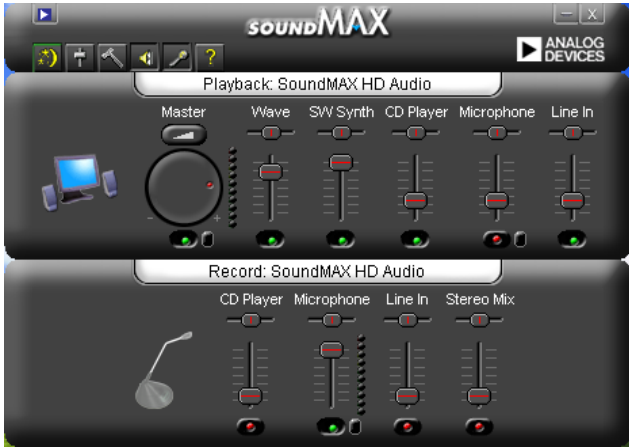 SOUNDMAX
ANALOG
DEVICES
Playback: SoundMAX HD Audio
Master Wave SW Synth CD Player Microphone Line In
Record: SoundMAX HD Audio
CD Player Microphone Line In Stereo Mix